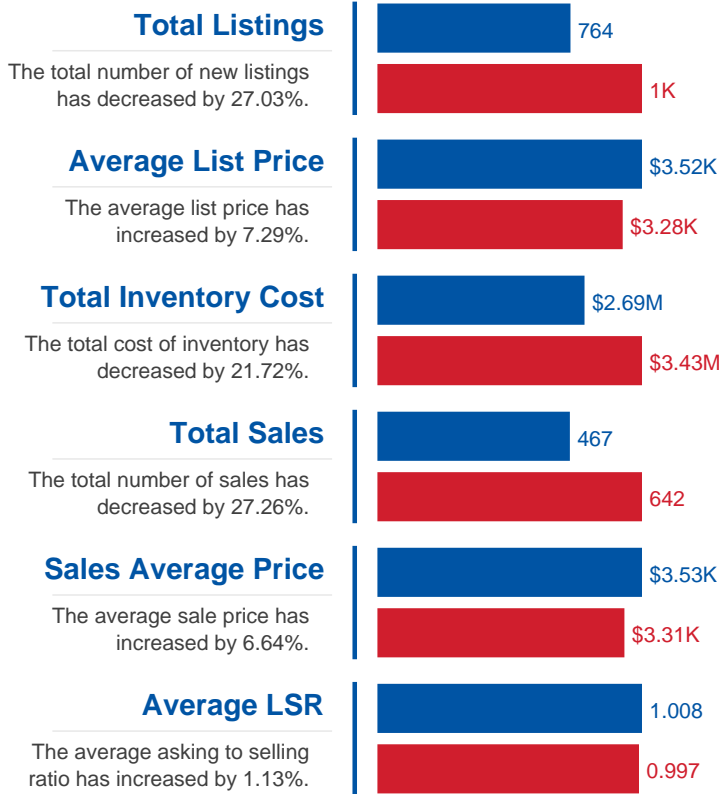 Total Listings
The total number of new listings
has decreased by 27.03%.
764
1K
Average List Price
The average list price has
increased by 7.29%.
$3.52K
$3.28K
Total Inventory Cost
The total cost of inventory has
decreased by 21.72%.
$2.69M
$3.43M
Total Sales
The total number of sales has
decreased by 27.26%.
467
642
Sales Average Price
The average sale price has
increased by 6.64%.
$3.53K
$3.31K
Average LSR
The average asking to selling
ratio has increased by 1.13%.
1.008
0.997